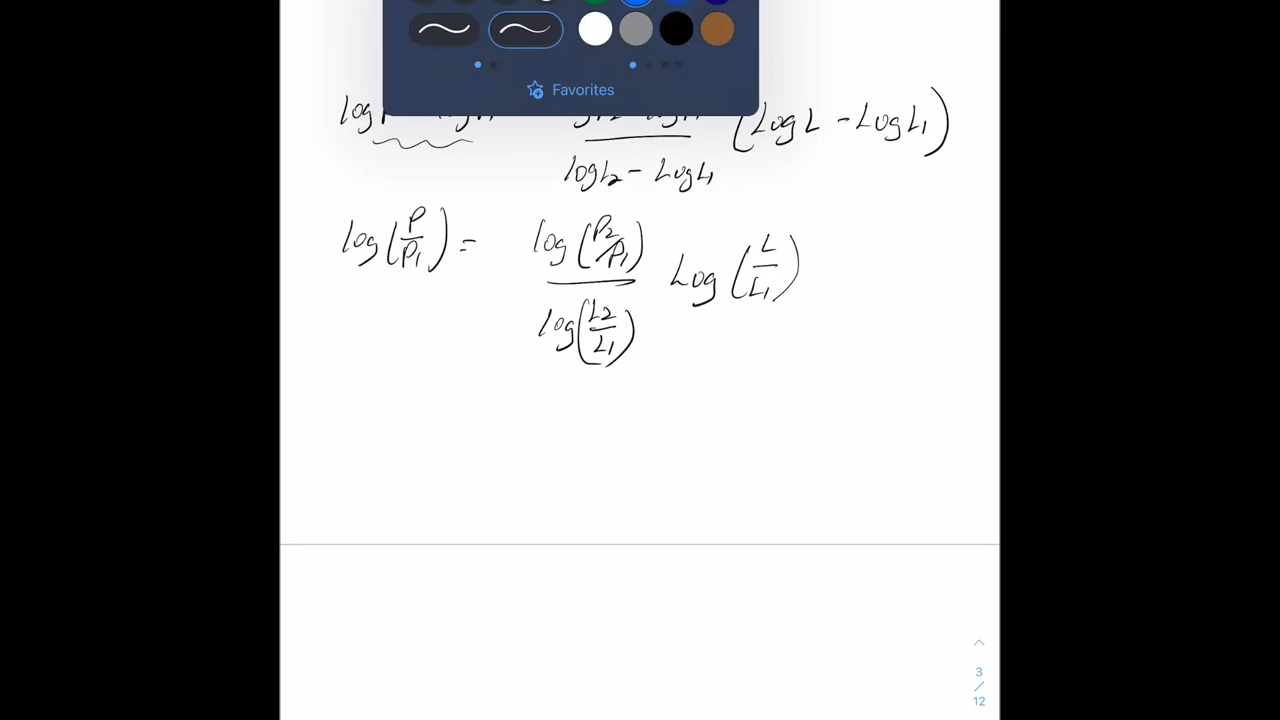 Favorites
(Log L - Log L₁)
log L₂ - Log L₁
log(P/P₁) = log(P₂/P₁) / log(L₂/L₁) Log(L/L₁)
3
/
12